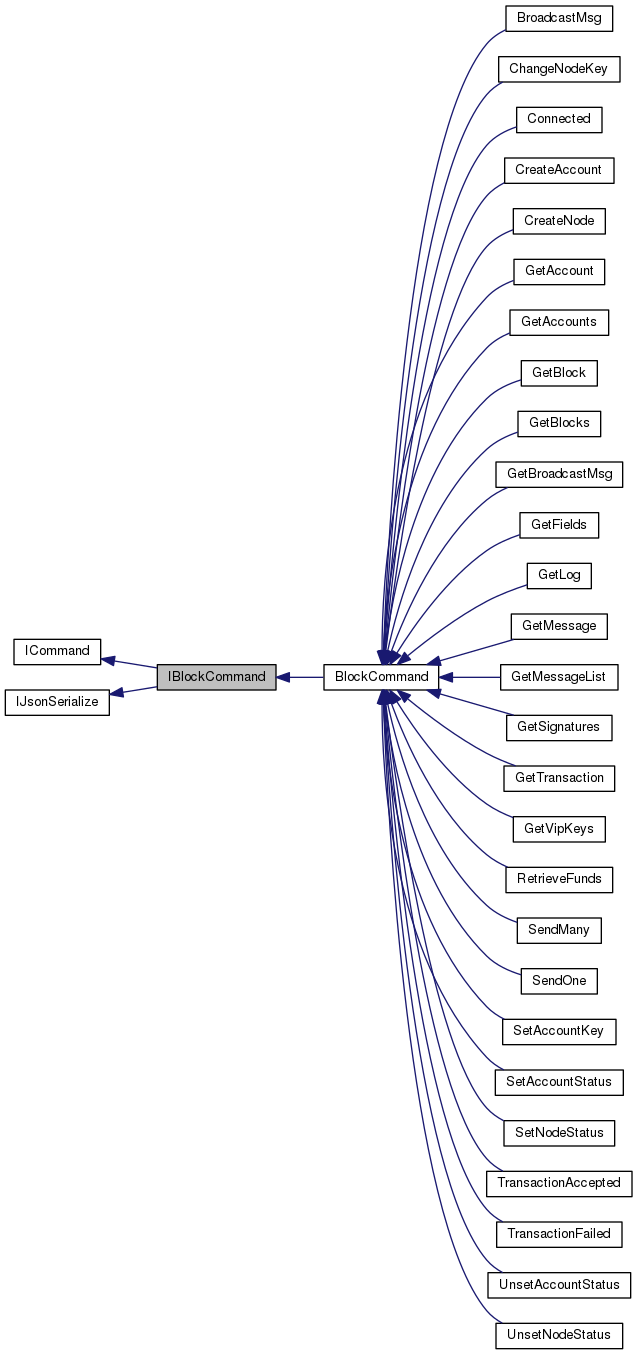 BroadcastMsg
ChangeNodeKey
Connected
CreateAccount
CreateNode
GetAccount
GetAccounts
GetBlock
GetBlocks
GetBroadcastMsg
GetFields
GetLog
GetMessage
ICommand
IBlockCommand
BlockCommand
GetMessageList
IJsonSerialize
GetSignatures
GetTransaction
GetVipKeys
RetrieveFunds
SendMany
SendOne
SetAccountKey
SetAccountStatus
SetNodeStatus
TransactionAccepted
TransactionFailed
UnsetAccountStatus
UnsetNodeStatus